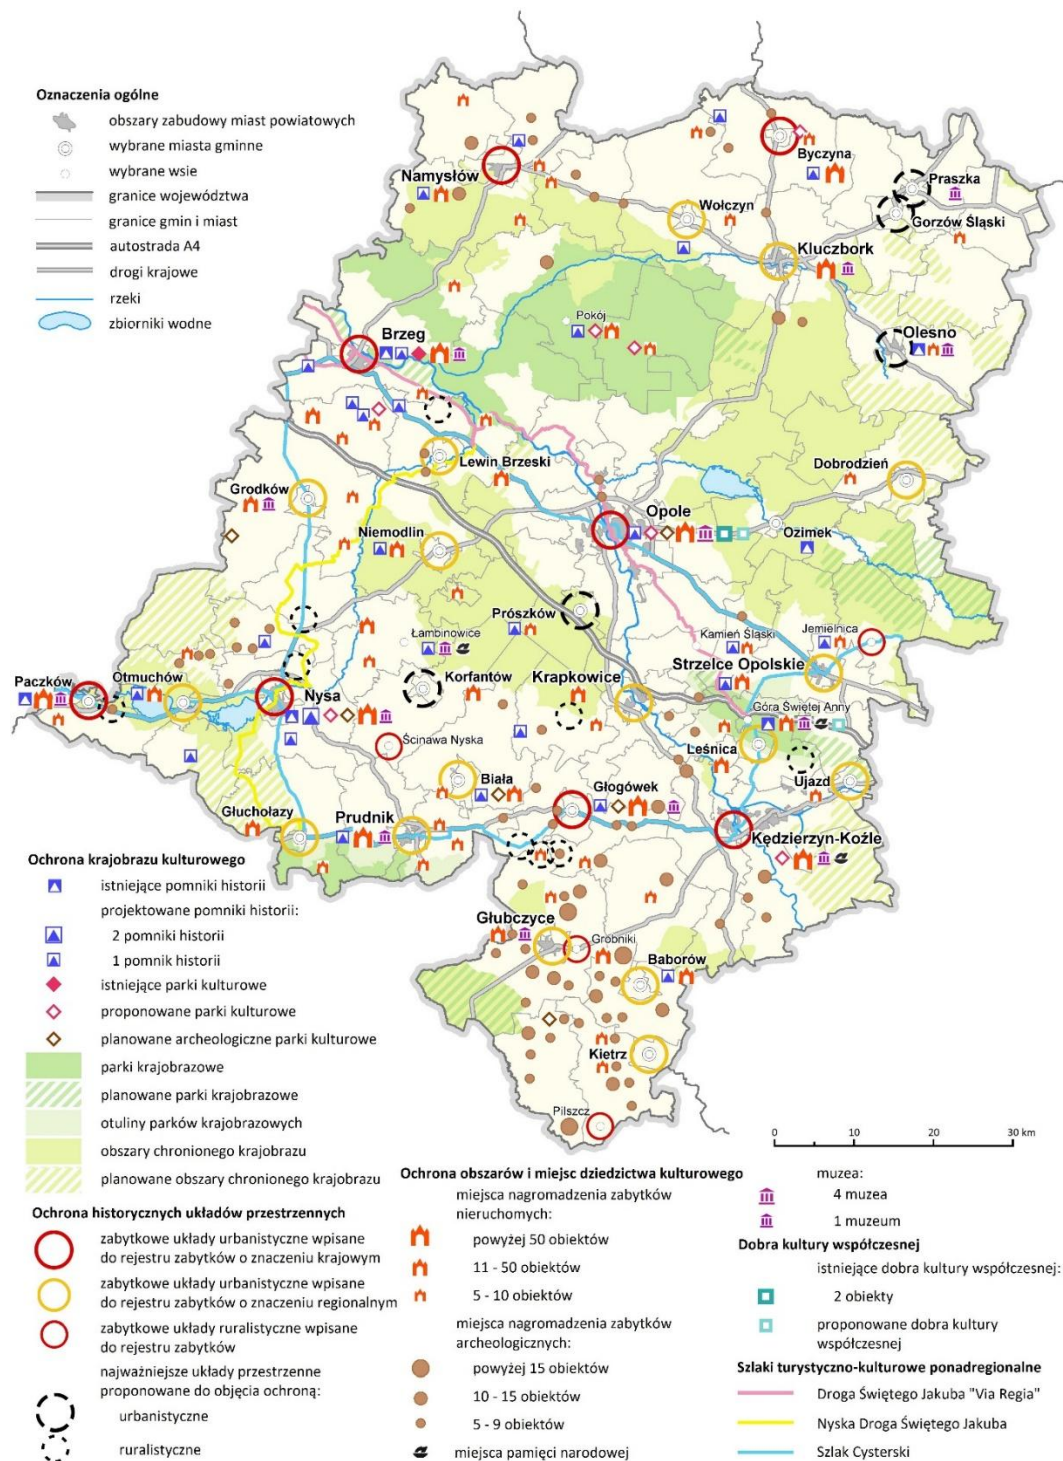 Oznaczenia ogólne
obszary zabudowy miast powiatowych
wybrane miasta gminne
wybrane wsie
granice województwa
granice gmin i miast
autostrada A4
drogi krajowe
rzeki
zbiorniki wodne
Namysłów
Byczyna
Praszka
Wołczyn
Gorzów Śląski
Kluczbork
Pokój
Brzeg
Olesno
Lewin Brzeski
Dobrodzień
Grodków
Opole
Niemodlin
Ozimek
Prószków
Łambinowice
Kamień Śląski
Jemielnica
Strzelce Opolskie
Paczków
Otmuchów
Nysa
Korfantów
Krapkowice
Góra Świętej Anny
Ścinawa Nyska
Leśnica
Biała
Głogówek
Ujazd
Głuchołazy
Prudnik
Kędzierzyn-Koźle
Głubczyce
Grobniki
Baborów
Kietrz
Pilszcz
0 10 20 30 km
Ochrona krajobrazu kulturowego
istniejące pomniki historii
projektowane pomniki historii:
2 pomniki historii
1 pomnik historii
istniejące parki kulturowe
proponowane parki kulturowe
planowane archeologiczne parki kulturowe
parki krajobrazowe
planowane parki krajobrazowe
otuliny parków krajobrazowych
obszary chronionego krajobrazu
planowane obszary chronionego krajobrazu
Ochrona historycznych układów przestrzennych
zabytkowe układy urbanistyczne wpisane
do rejestru zabytków o znaczeniu krajowym
zabytkowe układy urbanistyczne wpisane
do rejestru zabytków o znaczeniu regionalnym
zabytkowe układy ruralistyczne wpisane
do rejestru zabytków
najważniejsze układy przestrzenne
proponowane do objęcia ochroną:
urbanistyczne
ruralistyczne
Ochrona obszarów i miejsc dziedzictwa kulturowego
miejsca nagromadzenia zabytków
nieruchomych:
powyżej 50 obiektów
11 - 50 obiektów
5 - 10 obiektów
miejsca nagromadzenia zabytków
archeologicznych:
powyżej 15 obiektów
10 - 15 obiektów
5 - 9 obiektów
miejsca pamięci narodowej
muzea:
4 muzea
1 muzeum
Dobra kultury współczesnej
istniejące dobra kultury współczesnej:
2 obiekty
proponowane dobra kultury
współczesnej
Szlaki turystyczno-kulturowe ponadregionalne
Droga Świętego Jakuba "Via Regia"
Nyska Droga Świętego Jakuba
Szlak Cysterski